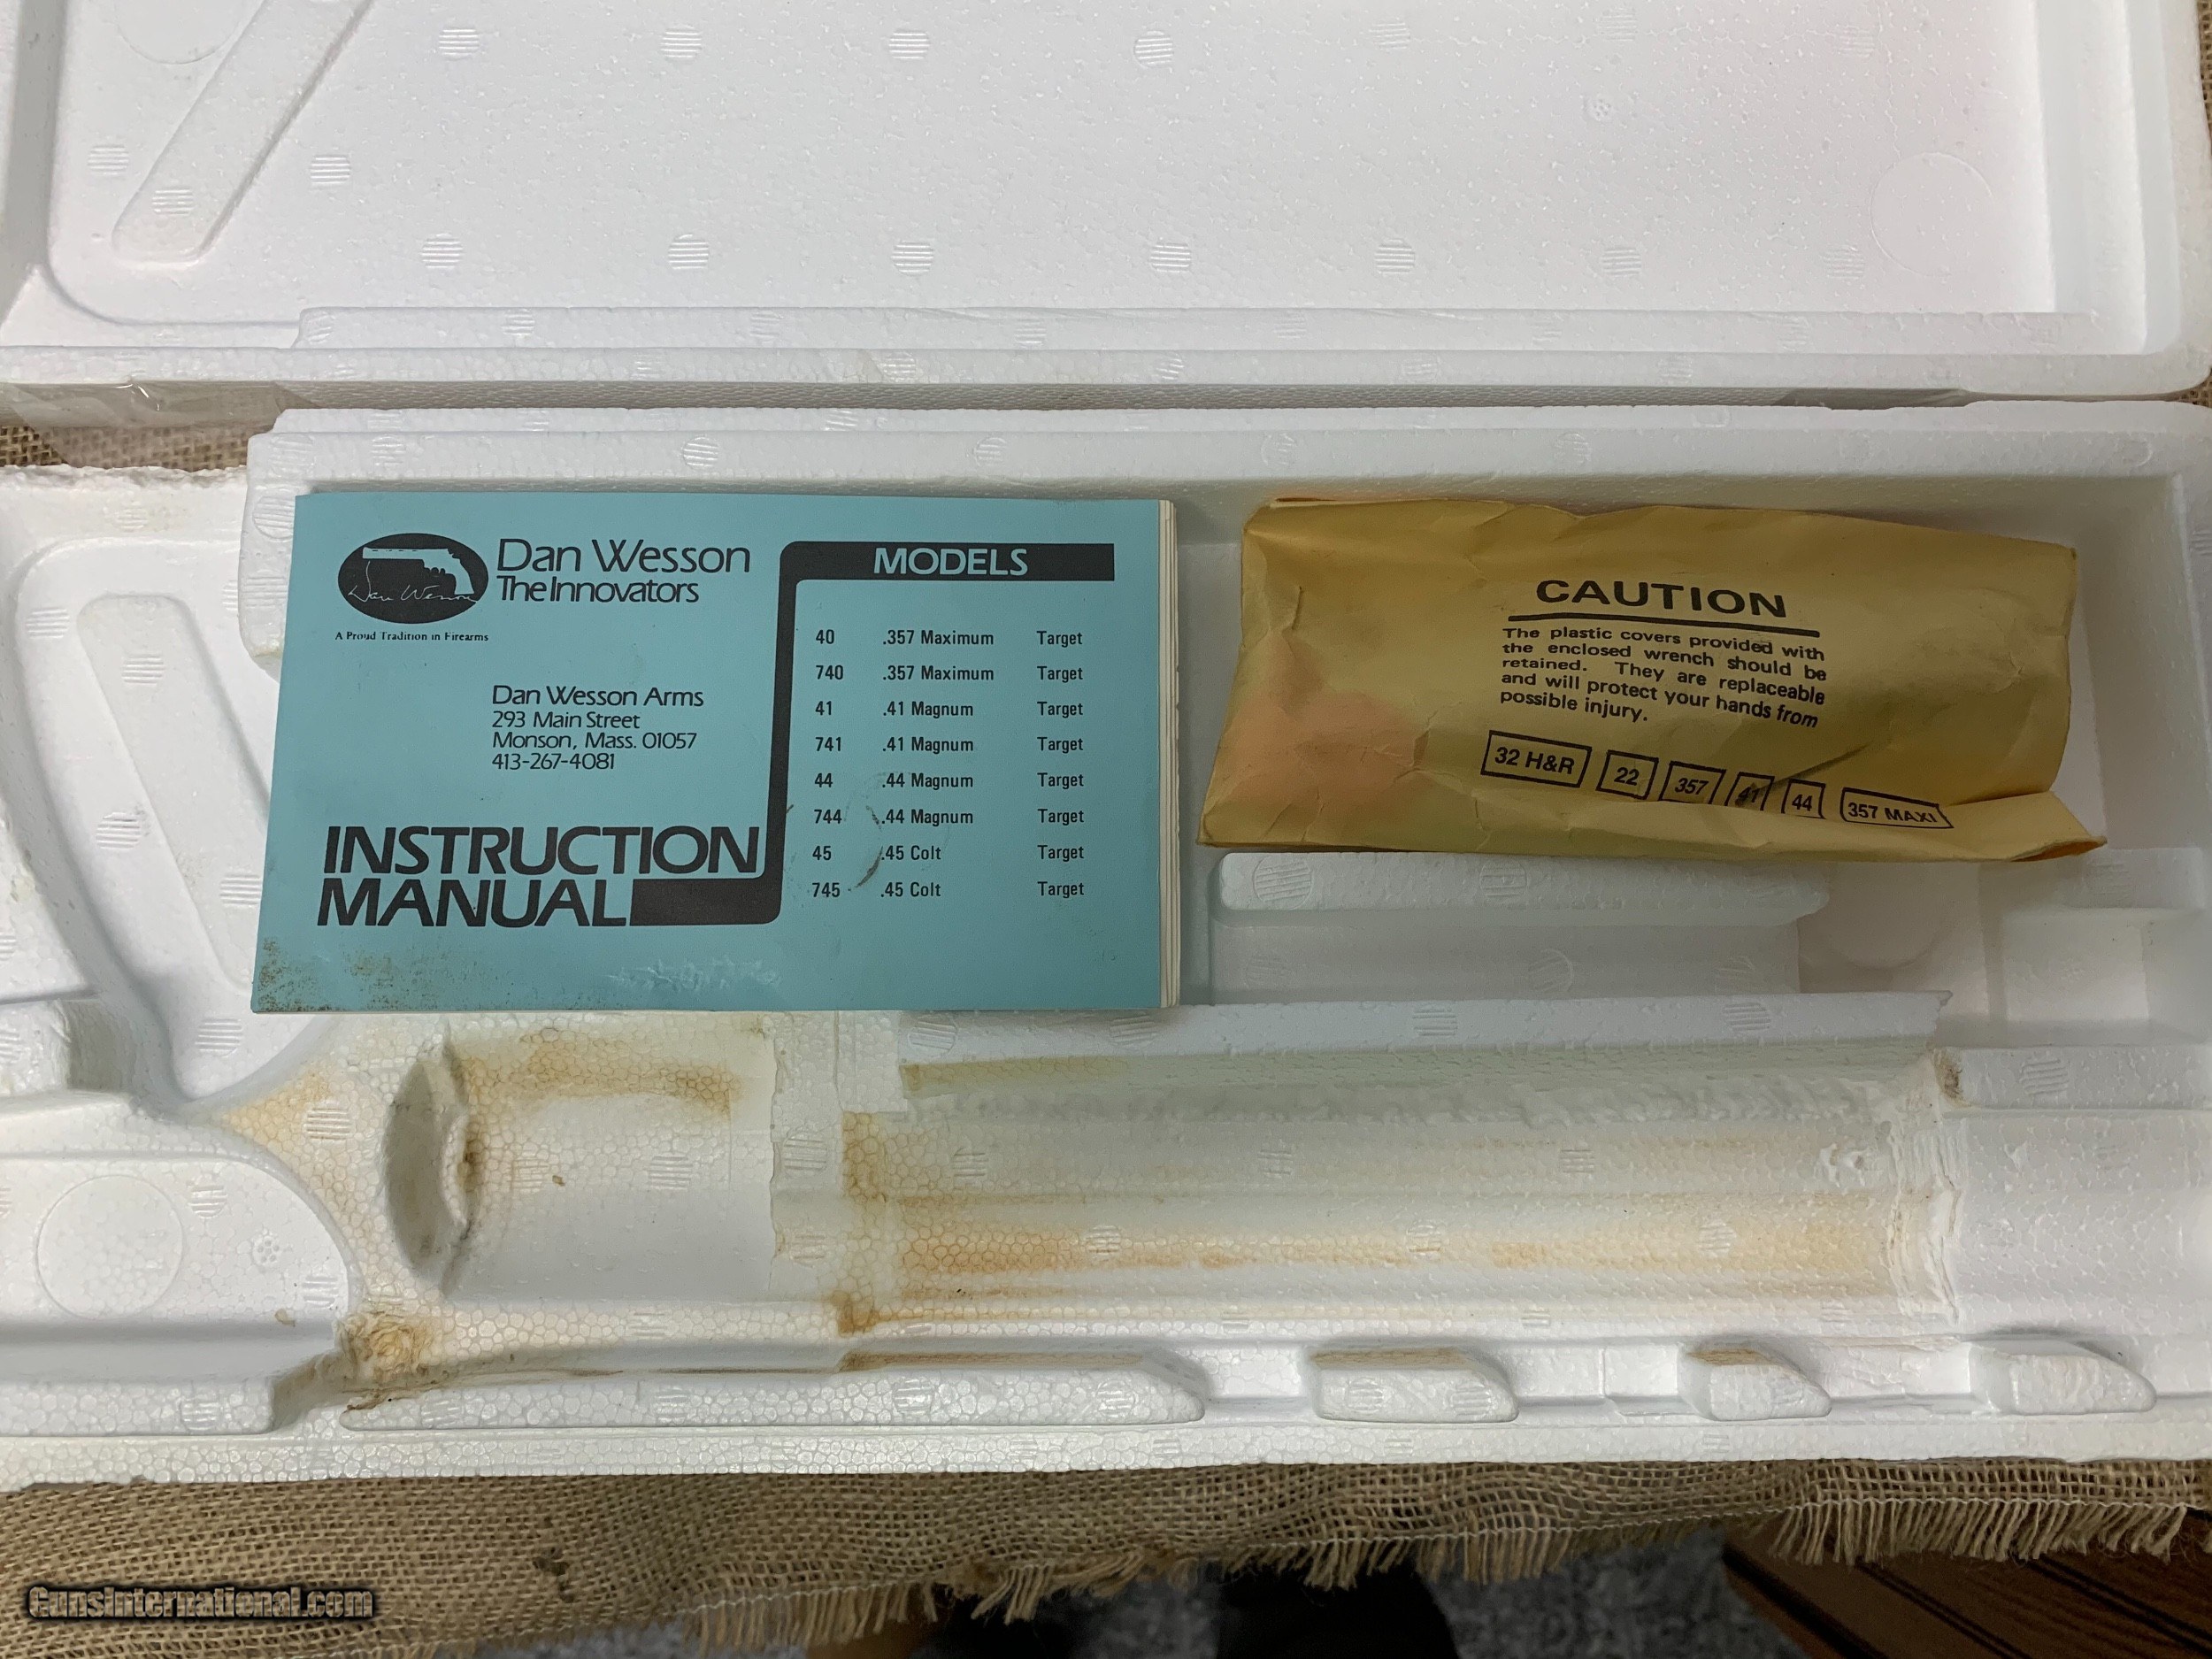 Dan Wesson
The Innovators
Dan Wesson
A Proud Tradition in Firearms
Dan Wesson Arms
293 Main Street
Monson, Mass. 01057
413-267-4081
INSTRUCTION
MANUAL
MODELS
40 .357 Maximum Target
740 .357 Maximum Target
41 .41 Magnum Target
741 .41 Magnum Target
44 .44 Magnum Target
744 .44 Magnum Target
45 .45 Colt Target
745 .45 Colt Target
CAUTION
The plastic covers provided with
the enclosed wrench should be
retained. They are replaceable
and will protect your hands from
possible injury.
32 H&R 22 357 41 44 357 MAXI
GunsInternational.com